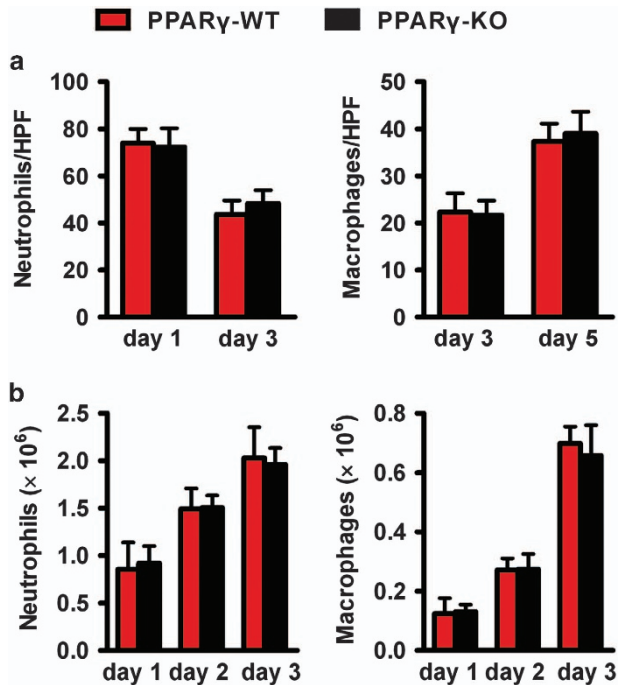 PPARγ-WT PPARγ-KO
a
Neutrophils/HPF
100
80
60
40
20
0
day 1 day 3
Macrophages/HPF
50
40
30
20
10
0
day 3 day 5
b
Neutrophils (× 10⁶)
2.5
2.0
1.5
1.0
0.5
0.0
day 1 day 2 day 3
Macrophages (× 10⁶)
0.8
0.6
0.4
0.2
0.0
day 1 day 2 day 3